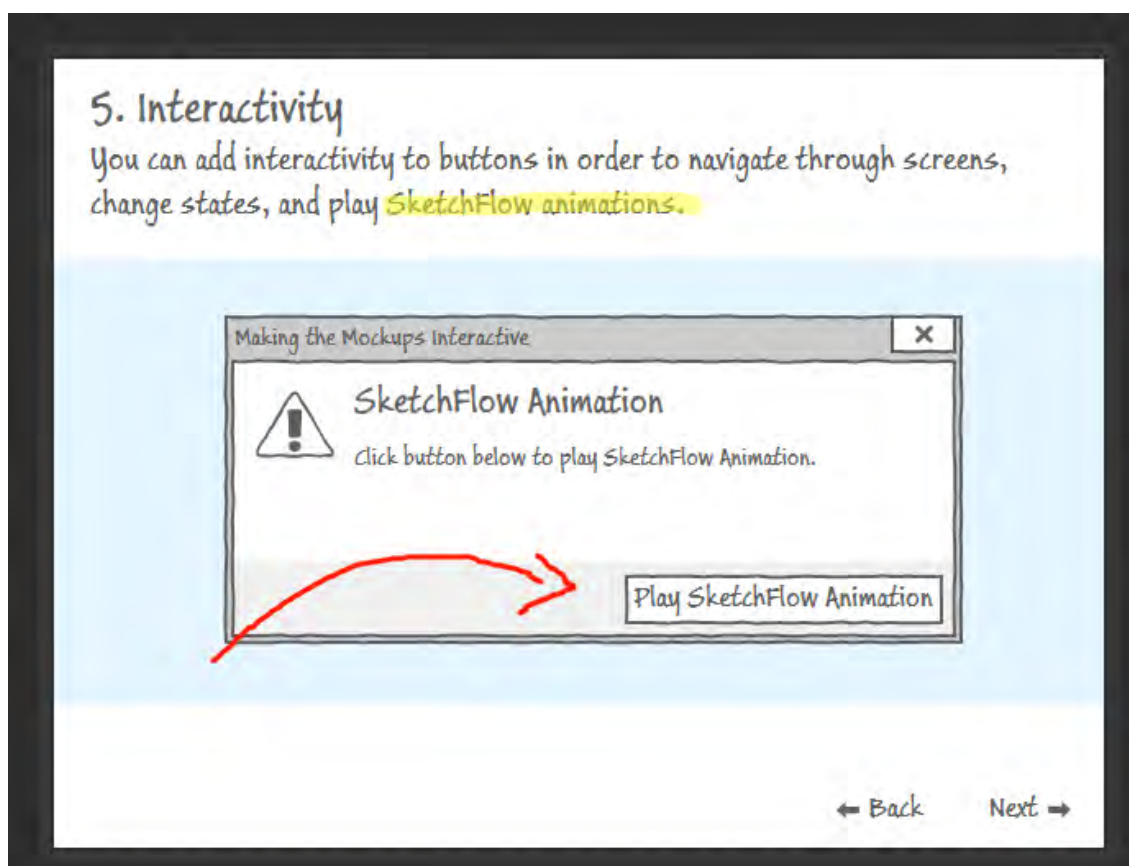 5. Interactivity
You can add interactivity to buttons in order to navigate through screens,
change states, and play SketchFlow animations.
Making the Mockups Interactive
SketchFlow Animation
Click button below to play SketchFlow Animation.
Play SketchFlow Animation
Back
Next